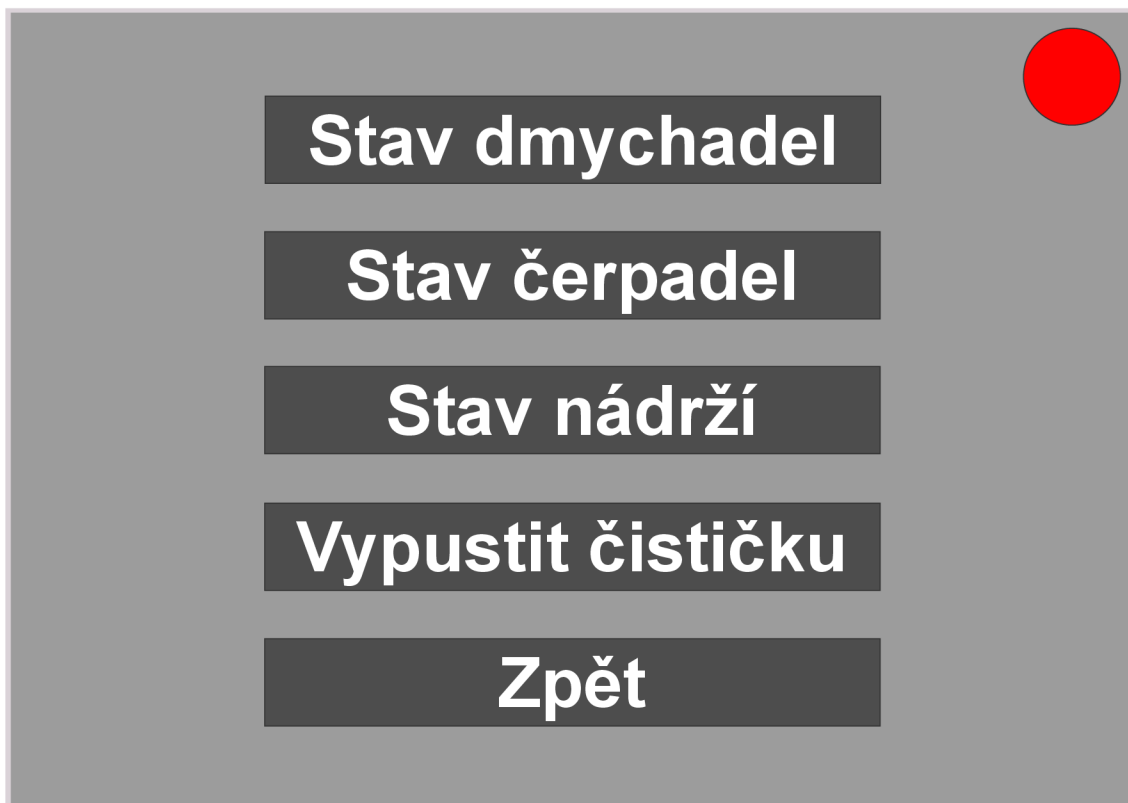 Stav dmychadel
Stav čerpadel
Stav nádrží
Vypustit čističku
Zpět